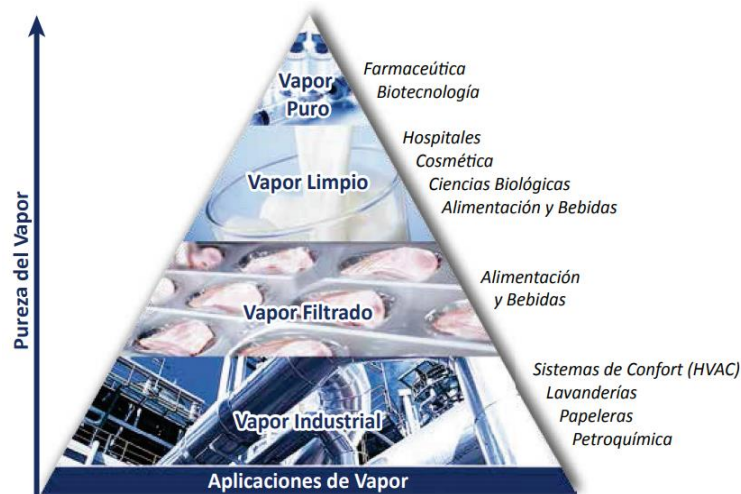 Pureza del Vapor
Vapor
Puro
Farmaceútica
Biotecnología
Vapor Limpio
Hospitales
Cosmética
Ciencias Biológicas
Alimentación y Bebidas
Vapor Filtrado
Alimentación
y Bebidas
Vapor Industrial
Sistemas de Confort (HVAC)
Lavanderías
Papeleras
Petroquímica
Aplicaciones de Vapor